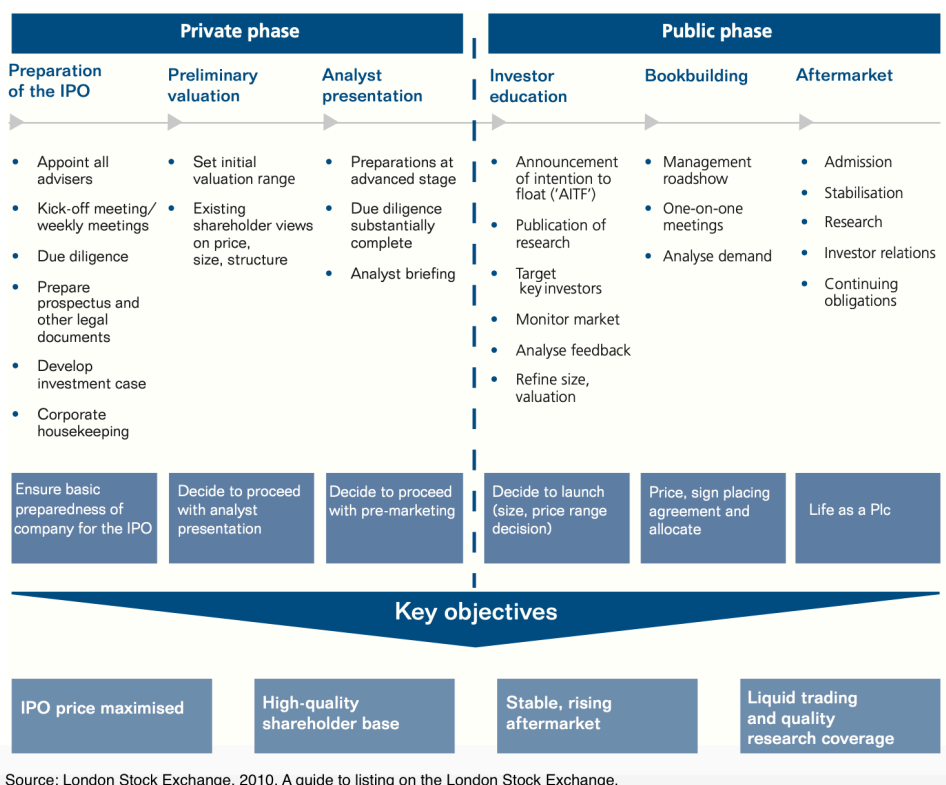 Private phase
Public phase
Preparation
of the IPO
Preliminary
valuation
Analyst
presentation
Investor
education
Bookbuilding
Aftermarket
• Appoint all
advisers
• Kick-off meeting/
weekly meetings
• Due diligence
• Prepare
prospectus and
other legal
documents
• Develop
investment case
• Corporate
housekeeping
• Set initial
valuation range
• Existing
shareholder views
on price,
size, structure
• Preparations at
advanced stage
• Due diligence
substantially
complete
• Analyst briefing
• Announcement
of intention to
float ('AITF')
• Publication of
research
• Target
key investors
• Monitor market
• Analyse feedback
• Refine size,
valuation
• Management
roadshow
• One-on-one
meetings
• Analyse demand
• Admission
• Stabilisation
• Research
• Investor relations
• Continuing
obligations
Ensure basic
preparedness of
company for the IPO
Decide to proceed
with analyst
presentation
Decide to proceed
with pre-marketing
Decide to launch
(size, price range
decision)
Price, sign placing
agreement and
allocate
Life as a Plc
Key objectives
IPO price maximised
High-quality
shareholder base
Stable, rising
aftermarket
Liquid trading
and quality
research coverage
Source: London Stock Exchange, 2010. A guide to listing on the London Stock Exchange.